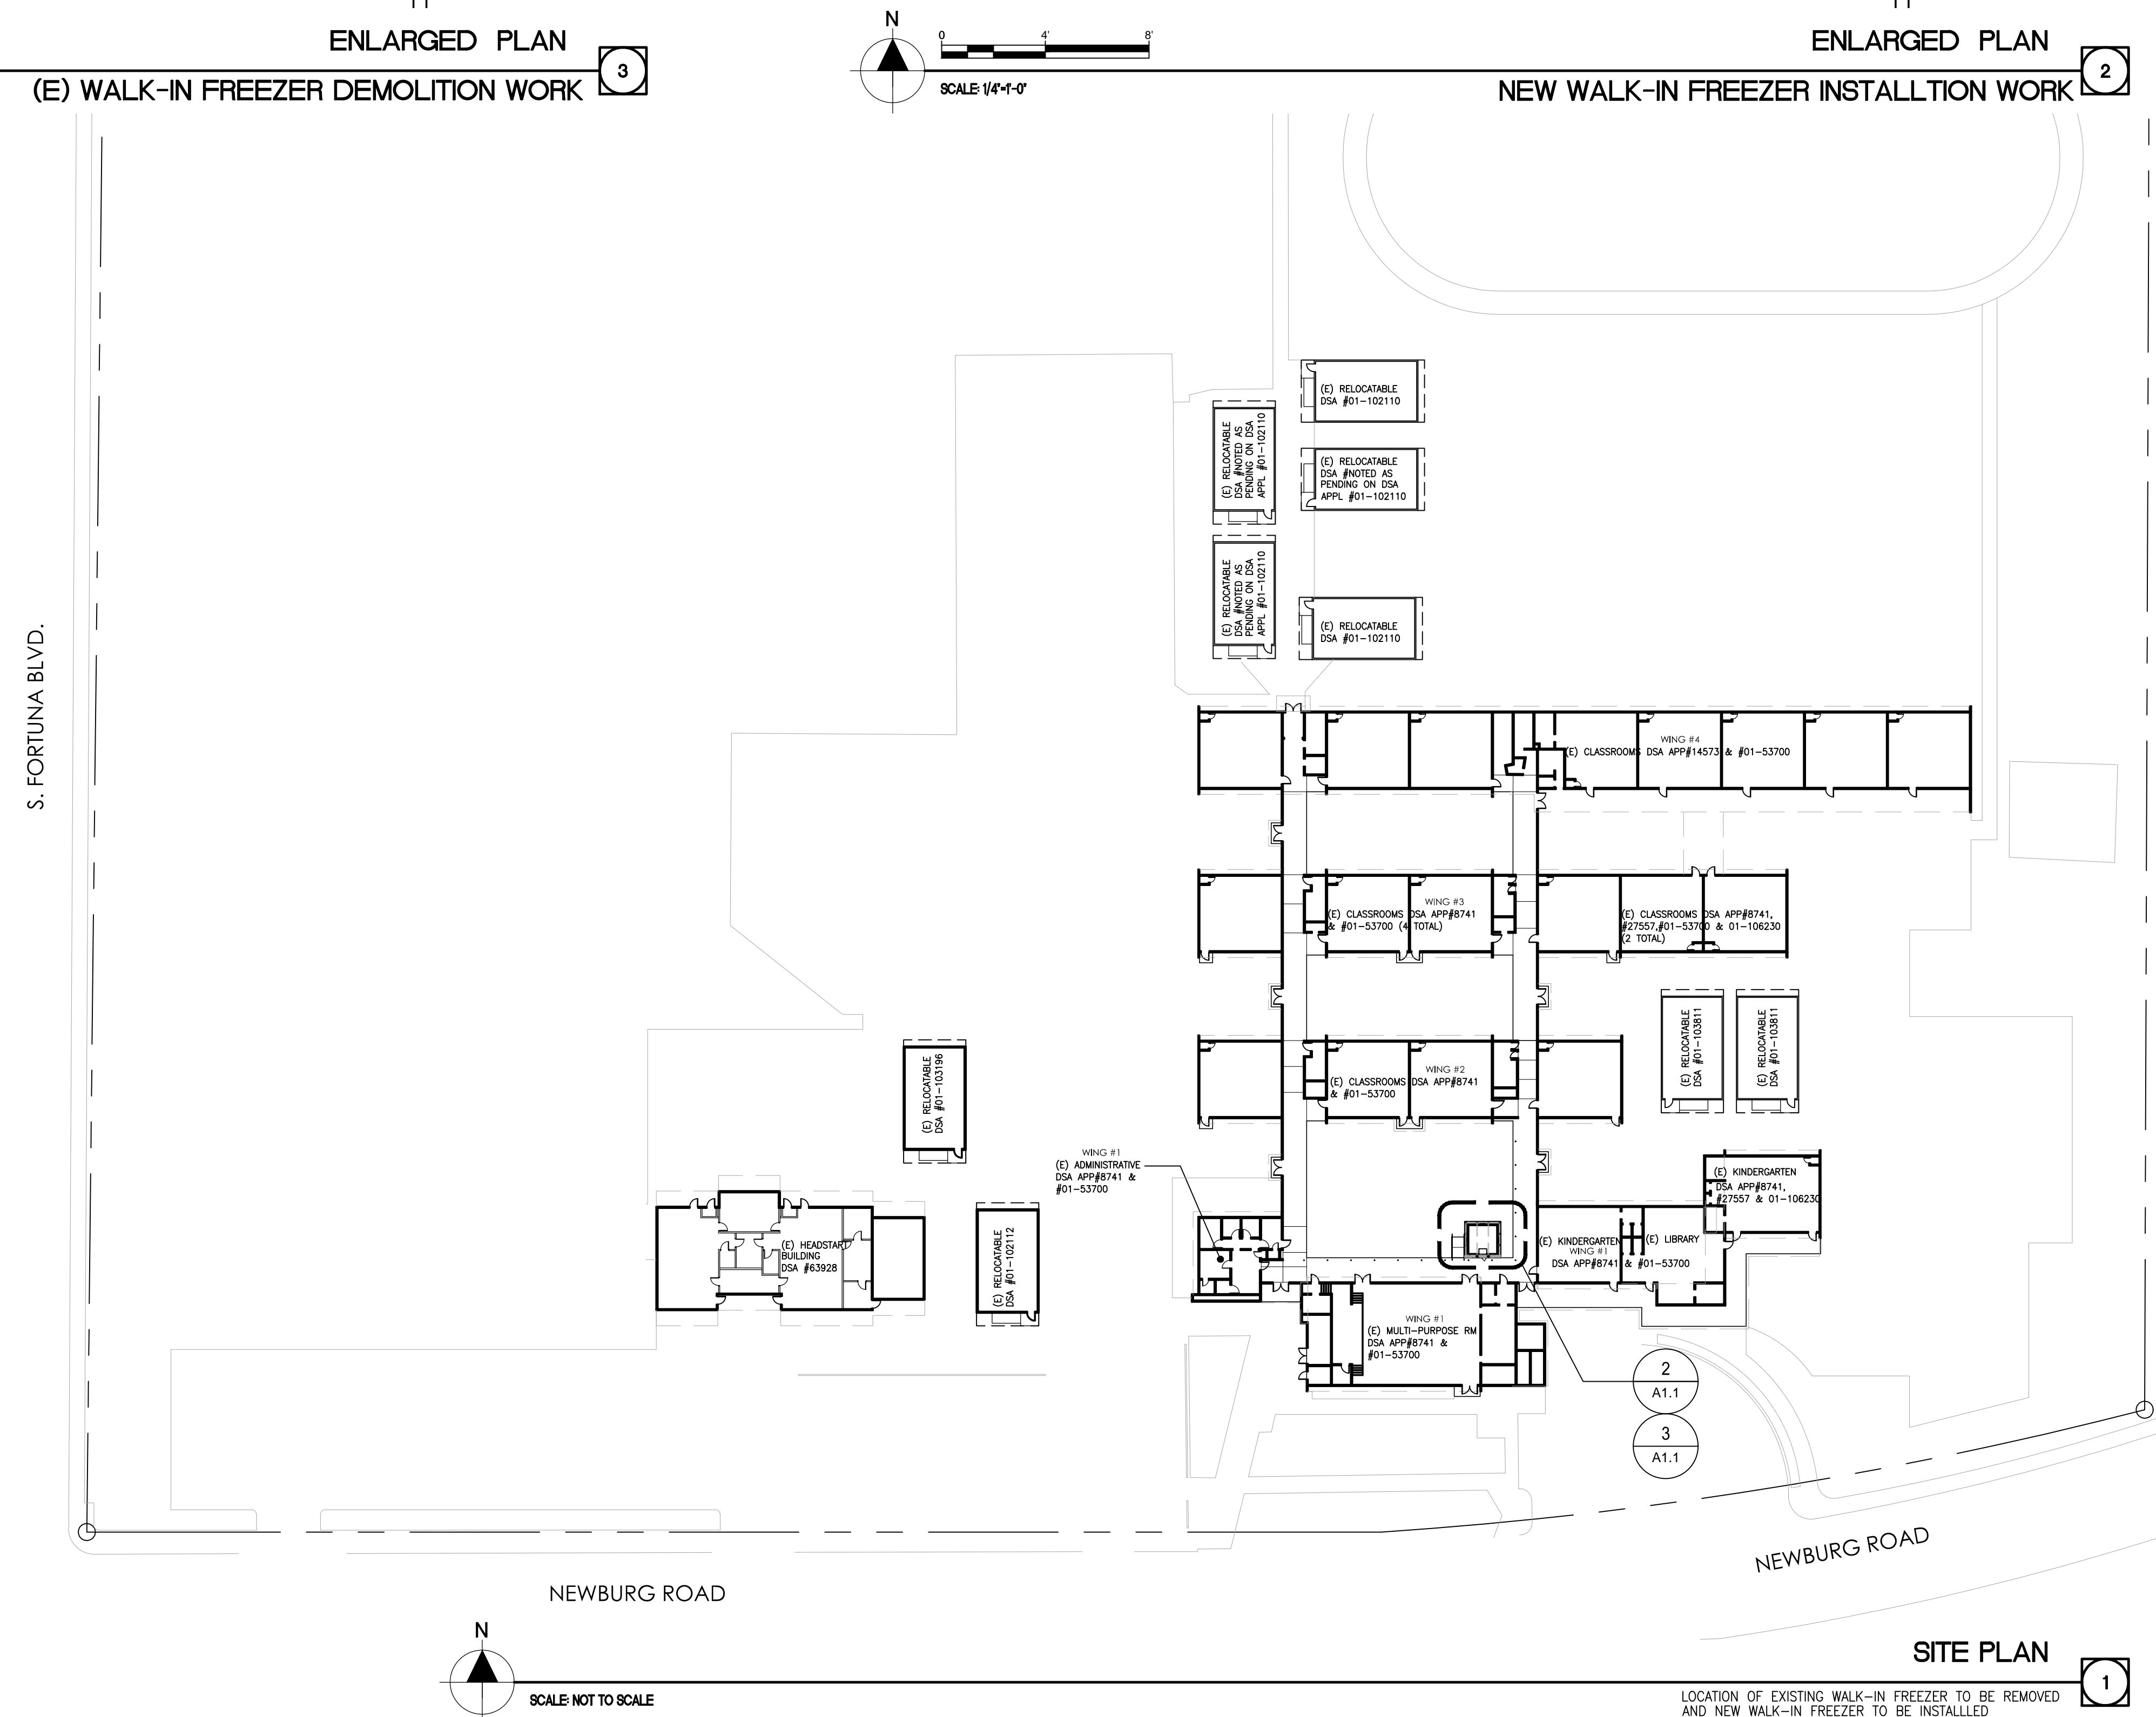 ENLARGED PLAN
3
(E) WALK-IN FREEZER DEMOLITION WORK
N
0 4' 8'
SCALE: 1/4"=1'-0"
ENLARGED PLAN
2
NEW WALK-IN FREEZER INSTALLTION WORK
S. FORTUNA BLVD.
(E) RELOCATABLE
DSA #01-102110
(E) RELOCATABLE
DSA #NOTED AS
PENDING ON DSA
APPL #01-102110
(E) RELOCATABLE
DSA #NOTED AS
PENDING ON DSA
APPL #01-102110
(E) RELOCATABLE
DSA #NOTED AS
PENDING ON DSA
APPL #01-102110
(E) RELOCATABLE
DSA #01-102110
WING #4
(E) CLASSROOMS DSA APP#14573 & #01-53700
WING #3
(E) CLASSROOMS DSA APP#8741
& #01-53700 (4 TOTAL)
(E) CLASSROOMS DSA APP#8741,
#27557,#01-53700 & 01-106230
(2 TOTAL)
(E) RELOCATABLE
DSA #01-103811
(E) RELOCATABLE
DSA #01-103811
(E) RELOCATABLE
DSA #01-103196
WING #2
(E) CLASSROOMS DSA APP#8741
& #01-53700
WING #1
(E) ADMINISTRATIVE
DSA APP#8741 &
#01-53700
(E) KINDERGARTEN
DSA APP#8741,
#27557 & 01-106230
(E) HEADSTART
BUILDING
DSA #63928
(E) RELOCATABLE
DSA #01-102112
(E) KINDERGARTEN
(E) LIBRARY
WING #1
DSA APP#8741 & #01-53700
WING #1
(E) MULTI-PURPOSE RM
DSA APP#8741 &
#01-53700
2
A1.1
3
A1.1
NEWBURG ROAD
NEWBURG ROAD
N
SCALE: NOT TO SCALE
SITE PLAN
1
LOCATION OF EXISTING WALK-IN FREEZER TO BE REMOVED
AND NEW WALK-IN FREEZER TO BE INSTALLLED